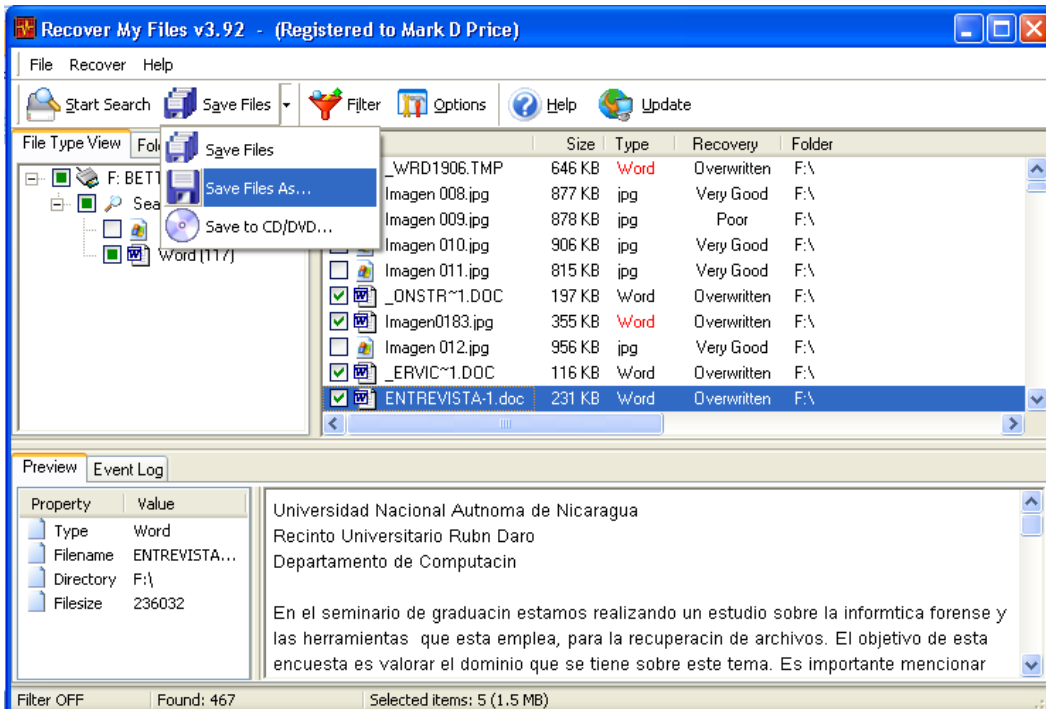 Recover My Files v3.92 - (Registered to Mark D Price)
File Recover Help
Start Search Save Files Filter Options Help Update
File Type View Fol Size Type Recovery Folder
Save Files
Save Files As...
Save to CD/DVD...
F: BETT
Sea
Word (117)
_WRD1906.TMP 646 KB Word Overwritten F:\
Imagen 008.jpg 877 KB jpg Very Good F:\
Imagen 009.jpg 878 KB jpg Poor F:\
Imagen 010.jpg 906 KB jpg Very Good F:\
Imagen 011.jpg 815 KB jpg Very Good F:\
_ONSTR~1.DOC 197 KB Word Overwritten F:\
Imagen0183.jpg 355 KB Word Overwritten F:\
Imagen 012.jpg 956 KB jpg Very Good F:\
_ERVIC~1.DOC 116 KB Word Overwritten F:\
ENTREVISTA-1.doc 231 KB Word Overwritten F:\
Preview Event Log
Property Value
Type Word
Filename ENTREVISTA...
Directory F:\
Filesize 236032
Universidad Nacional Autnoma de Nicaragua
Recinto Universitario Rubn Daro
Departamento de Computacin
En el seminario de graduacin estamos realizando un estudio sobre la informtica forense y
las herramientas que esta emplea, para la recuperacin de archivos. El objetivo de esta
encuesta es valorar el dominio que se tiene sobre este tema. Es importante mencionar
Filter OFF Found: 467 Selected items: 5 (1.5 MB)